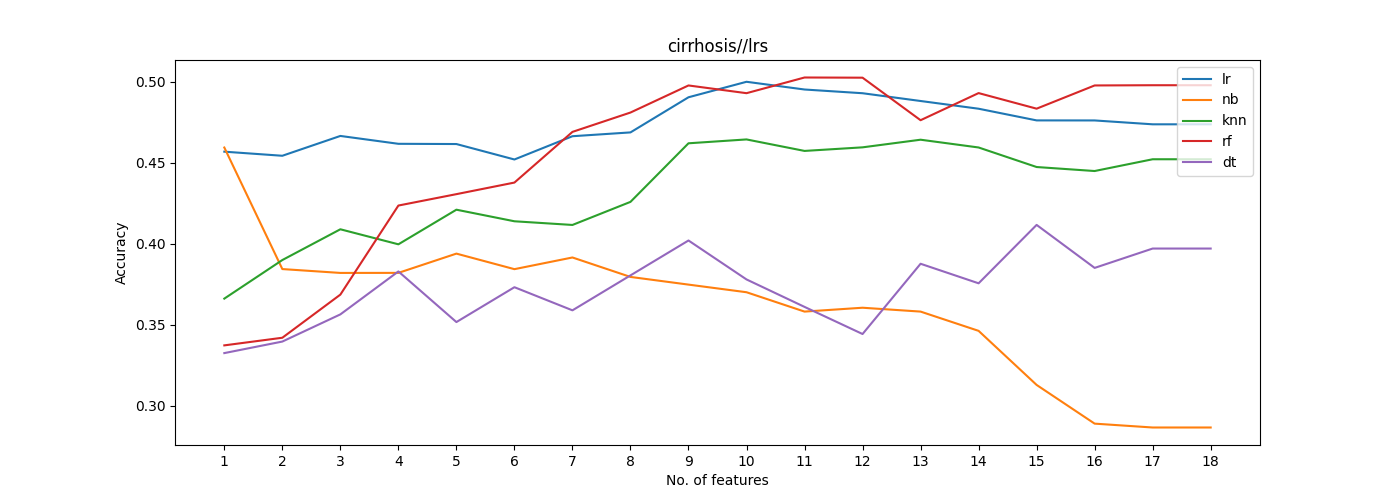 cirrhosis//lrs
Accuracy
0.50
0.45
0.40
0.35
0.30
1 2 3 4 5 6 7 8 9 10 11 12 13 14 15 16 17 18
No. of features
lr
nb
knn
rf
dt